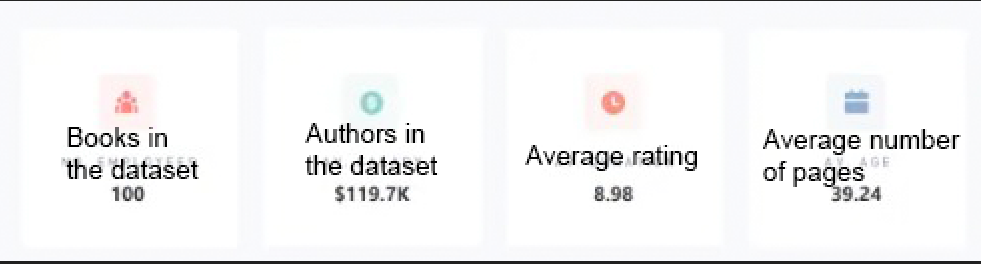 Books in
the dataset
100
Authors in
the dataset
$119.7K
Average rating
8.98
Average number
of pages
AGE
39.24